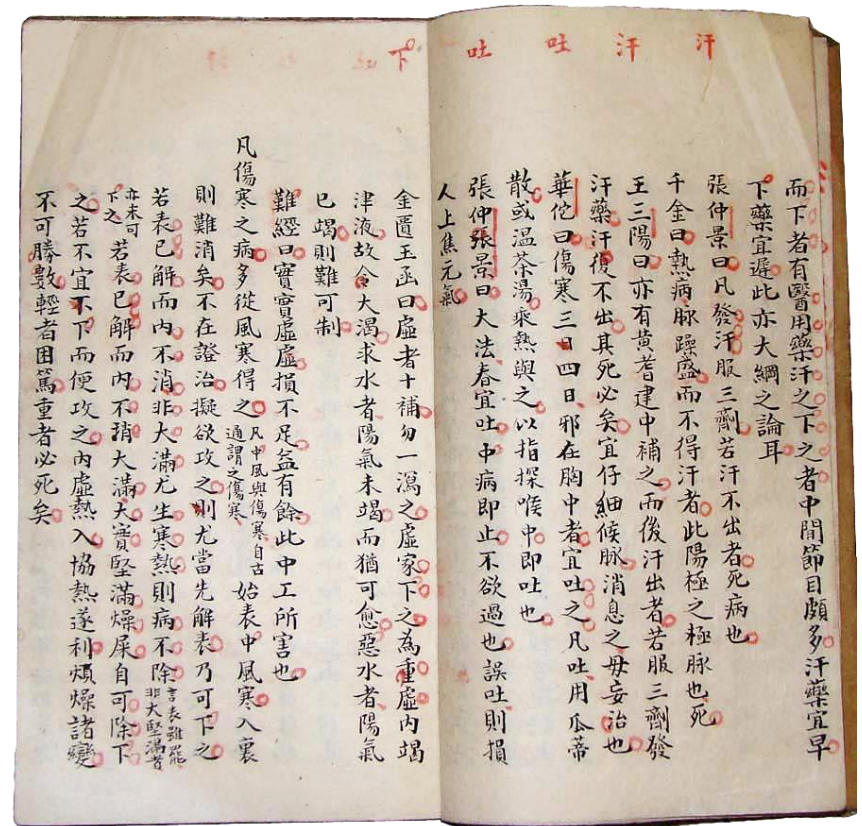 汗
汗
吐
吐
下
而下者有醫用藥汗之下之者中間節目頗多汗藥宜早
下藥宜遲此亦大綱之論耳
張仲景曰凡發汗服三劑若汗不出者死病也
千金曰熱病脉躁盛而不得汗者此陽極之極脉也死
王三陽曰亦有黄耆建中補之而後汗出者若服三劑發
汗藥汗復不出其死必矣宜仔細候脉消息之毋妄治也
華佗曰傷寒三日四日邪在胸中者宜吐之凡吐用瓜蒂
散或温茶湯乘熱與之以指探喉中即吐也
張仲張景曰大法春宜吐中病即止不欲過也誤吐則損
人上焦元氣
金匱玉函曰虛者十補勿一瀉之虛家下之為重虛内竭
津液故令大渴求水者陽氣未竭而猶可愈惡水者陽氣
已竭則難可制
難經曰實實虛虛損不足益有餘此中工所害也
凡傷寒之病多從風寒得之凡中風與傷寒自古通謂之傷寒始表中風寒入裏
則難消矣不在證治擬欲攻之則尤當先解表乃可下之
若表已解而内不消非大滿尤生寒熱則病不除言表雖罷非大堅滿者
亦未可下之若表已解而内不消大滿大實堅滿燥屎自可除下
之若不宜下而便攻之内虛熱入協熱遂利煩燥諸變
不可勝數輕者困篤重者必死矣